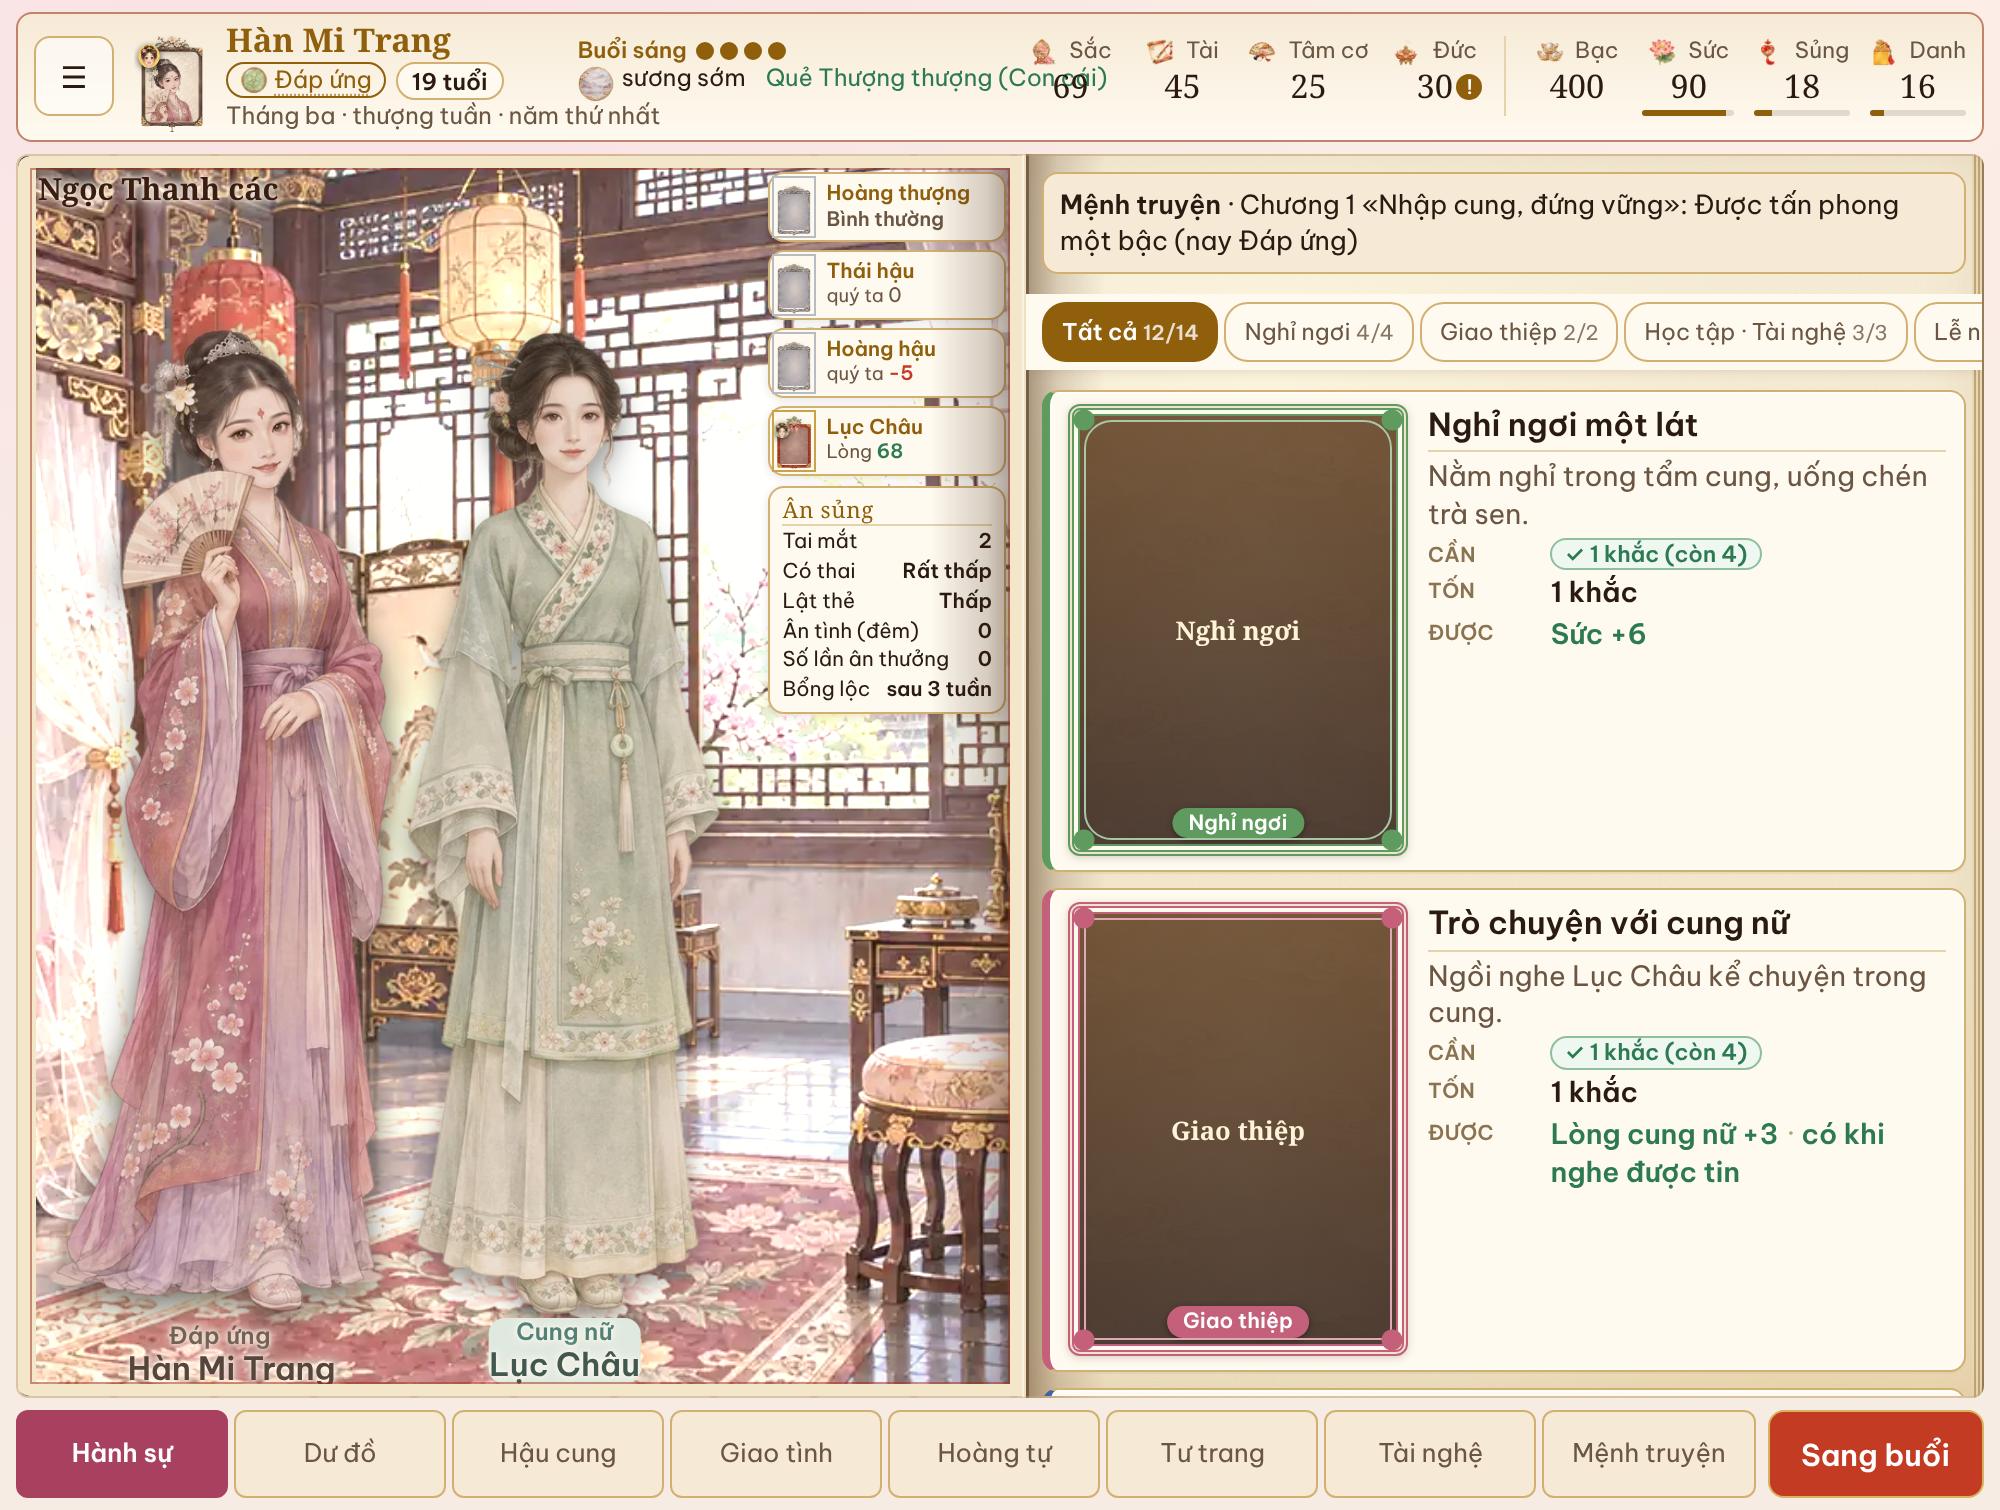 ☰
Hàn Mi Trang
Đáp ứng
19 tuổi
Tháng ba · thượng tuần · năm thứ nhất
Buổi sáng
sương sớm
Quẻ Thượng thượng (Con cái)
Sắc
69
Tài
45
Tâm cơ
25
Đức
30 !
Bạc
400
Sức
90
Sủng
18
Danh
16
Ngọc Thanh các
Hoàng thượng
Bình thường
Thái hậu
quý ta 0
Hoàng hậu
quý ta -5
Lục Châu
Lòng 68
Ân sủng
Tai mắt 2
Có thai Rất thấp
Lật thẻ Thấp
Ân tình (đêm) 0
Số lần ân thưởng 0
Bổng lộc sau 3 tuần
Đáp ứng
Hàn Mi Trang
Cung nữ
Lục Châu
Mệnh truyện · Chương 1 «Nhập cung, đứng vững»: Được tấn phong
một bậc (nay Đáp ứng)
Tất cả 12/14
Nghỉ ngơi 4/4
Giao thiệp 2/2
Học tập · Tài nghệ 3/3
Lễ n
Nghỉ ngơi
Nghỉ ngơi
Nghỉ ngơi một lát
Nằm nghỉ trong tẩm cung, uống chén
trà sen.
CẦN ✓ 1 khắc (còn 4)
TỐN 1 khắc
ĐƯỢC Sức +6
Giao thiệp
Giao thiệp
Trò chuyện với cung nữ
Ngồi nghe Lục Châu kể chuyện trong
cung.
CẦN ✓ 1 khắc (còn 4)
TỐN 1 khắc
ĐƯỢC Lòng cung nữ +3 · có khi
nghe được tin
Hành sự
Dư đồ
Hậu cung
Giao tình
Hoàng tự
Tư trang
Tài nghệ
Mệnh truyện
Sang buổi